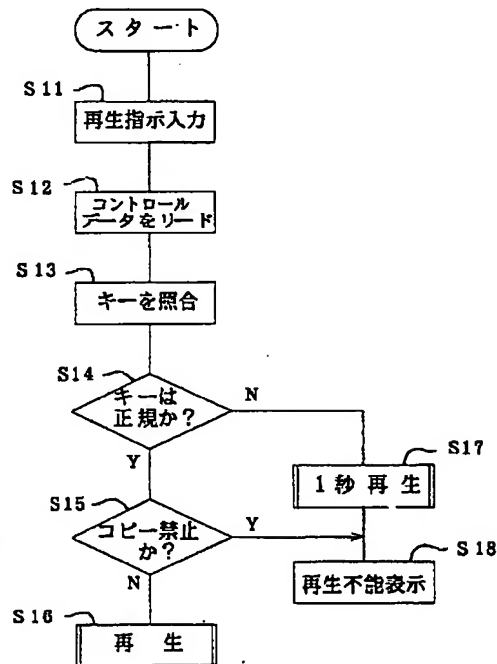 スタート
S11
再生指示入力
S12
コントロール
データをリード
S13
キーを照合
S14
キーは
正規か?
N
Y
S17
1秒再生
S15
コピー禁止
か?
Y
N
S18
再生不能表示
S16
再生